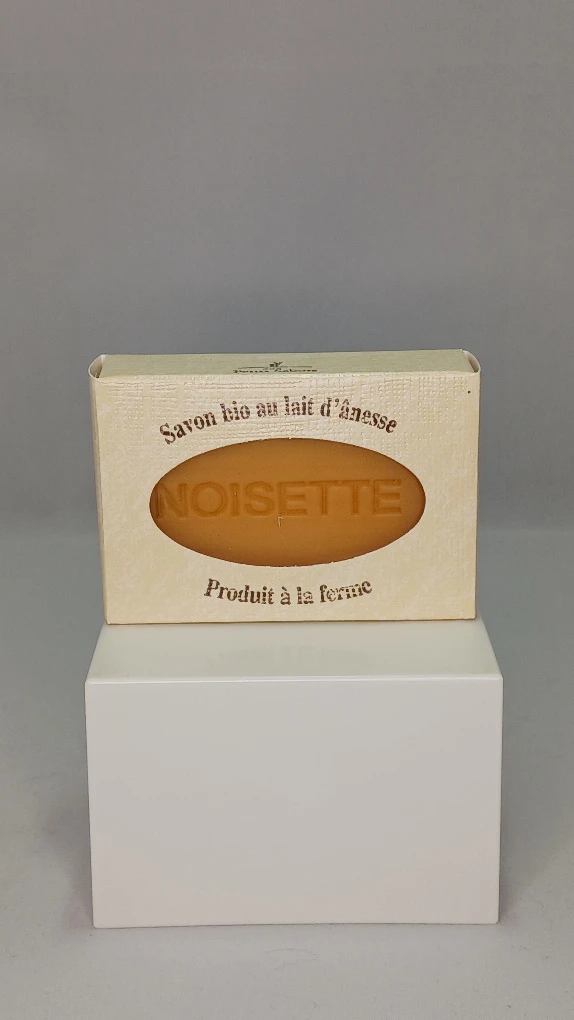 Savon bio au lait d'ânesse
NOISETTE
Produit à la ferme